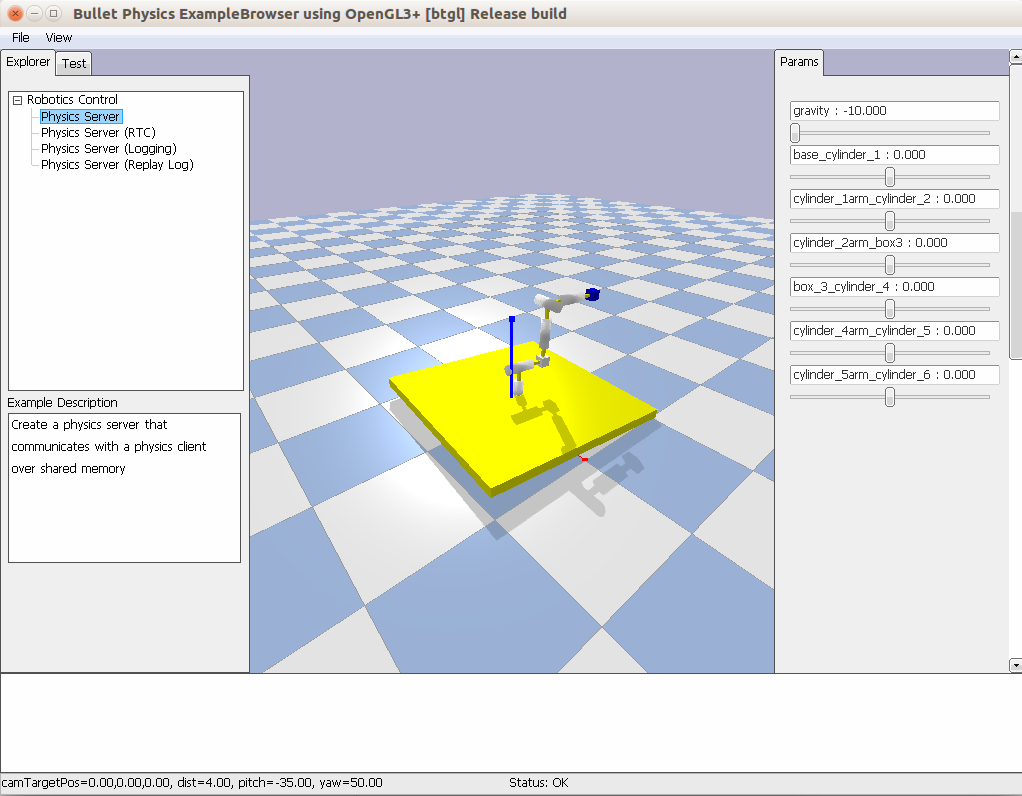 Bullet Physics ExampleBrowser using OpenGL3+ [btgl] Release build
File View
Explorer Test
Robotics Control
Physics Server
Physics Server (RTC)
Physics Server (Logging)
Physics Server (Replay Log)
Example Description
Create a physics server that
communicates with a physics client
over shared memory
Params
gravity : -10.000
base_cylinder_1 : 0.000
cylinder_1arm_cylinder_2 : 0.000
cylinder_2arm_box3 : 0.000
box_3_cylinder_4 : 0.000
cylinder_4arm_cylinder_5 : 0.000
cylinder_5arm_cylinder_6 : 0.000
camTargetPos=0.00,0.00,0.00, dist=4.00, pitch=-35.00, yaw=50.00
Status: OK